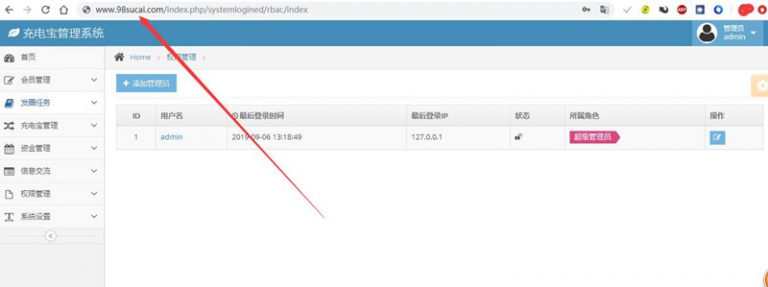 www.98sucai.com/index.php/systemlogined/rbac/index
充电宝管理系统
管理员
admin
首页
会员管理
发圈任务
充电宝管理
资金管理
信息交流
权限管理
系统设置
Home 权限管理
+ 添加管理员
ID 用户名 最后登录时间 最后登录IP 状态 所属角色 操作
1 admin 2019-09-06 13:18:49 127.0.0.1 超级管理员